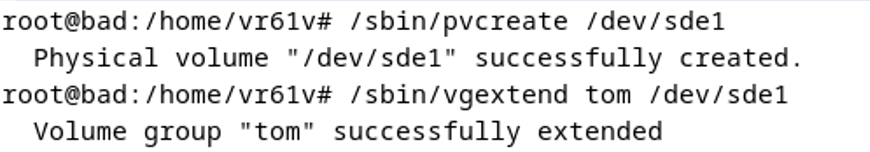 root@bad:/home/vr61v# /sbin/pvcreate /dev/sde1
Physical volume "/dev/sde1" successfully created.
root@bad:/home/vr61v# /sbin/vgextend tom /dev/sde1
Volume group "tom" successfully extended